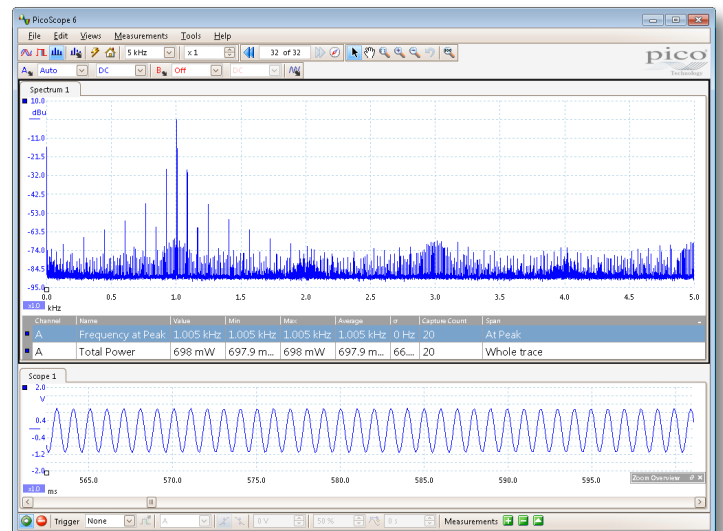 PicoScope 6
File Edit Views Measurements Tools Help
5 kHz x 1 32 of 32
pico
Technology
A Auto DC B Off DC
Spectrum 1
10.0
dBu
-11.0
-21.5
-32.0
-42.5
-53.0
-63.5
-74.0
-84.5
-95.0
0.0 0.5 1.0 1.5 2.0 2.5 3.0 3.5 4.0 4.5 5.0
x1.0 kHz
Channel Name Value Min Max Average σ Capture Count Span
A Frequency at Peak 1.005 kHz 1.005 kHz 1.005 kHz 1.005 kHz 0 Hz 20 At Peak
A Total Power 698 mW 697.9 m... 698 mW 697.9 m... 66.... 20 Whole trace
Scope 1
2.0
V
0.4
-0.4
-1.2
-2.0
565.0 570.0 575.0 580.0 585.0 590.0 595.0
Zoom Overview
x1.0 ms
Trigger None A 0 V 50 % 0 s Measurements